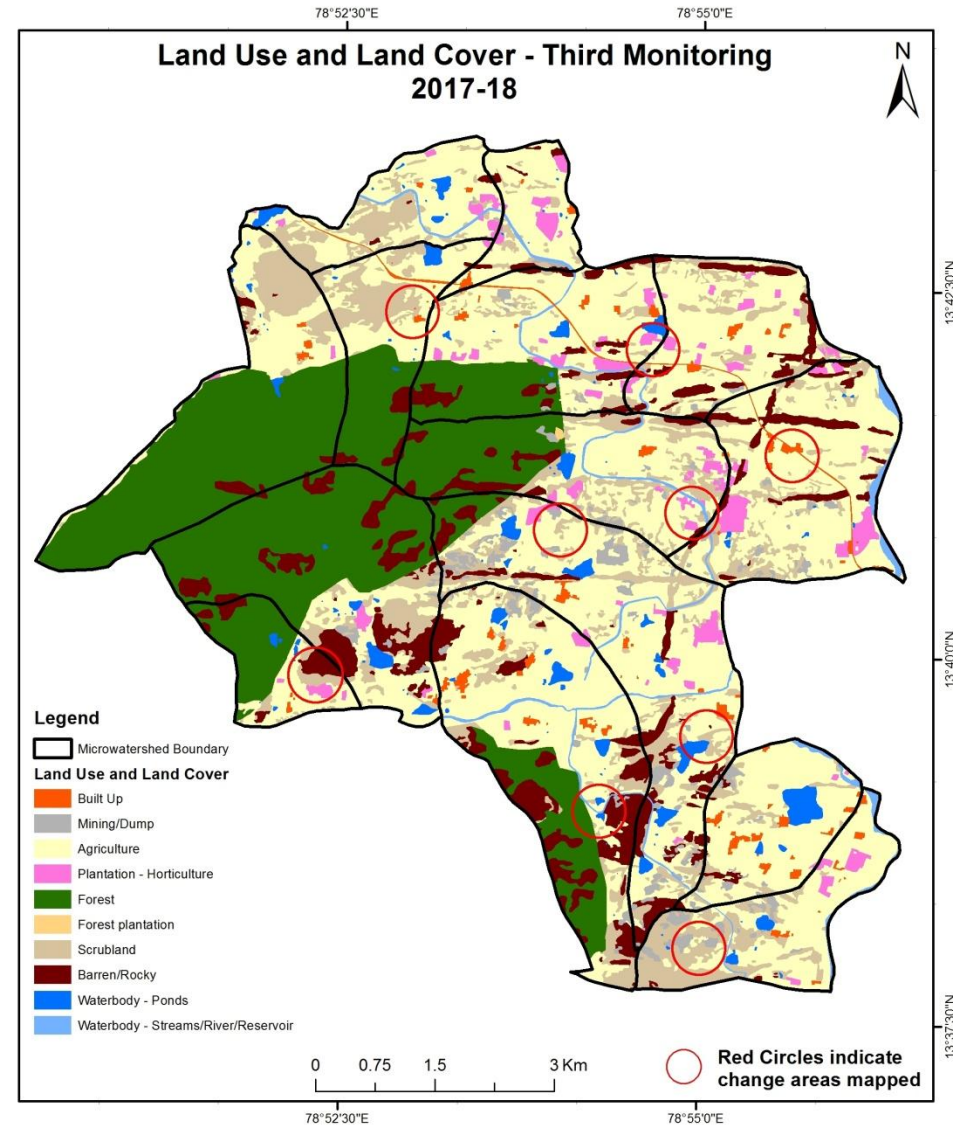 78°52'30"E
78°55'0"E
Land Use and Land Cover - Third Monitoring
2017-18
N
13°42'30"N
13°40'0"N
13°37'30"N
Legend
Microwatershed Boundary
Land Use and Land Cover
Built Up
Mining/Dump
Agriculture
Plantation - Horticulture
Forest
Forest plantation
Scrubland
Barren/Rocky
Waterbody - Ponds
Waterbody - Streams/River/Reservoir
0 0.75 1.5 3 Km
Red Circles indicate
change areas mapped
78°52'30"E
78°55'0"E